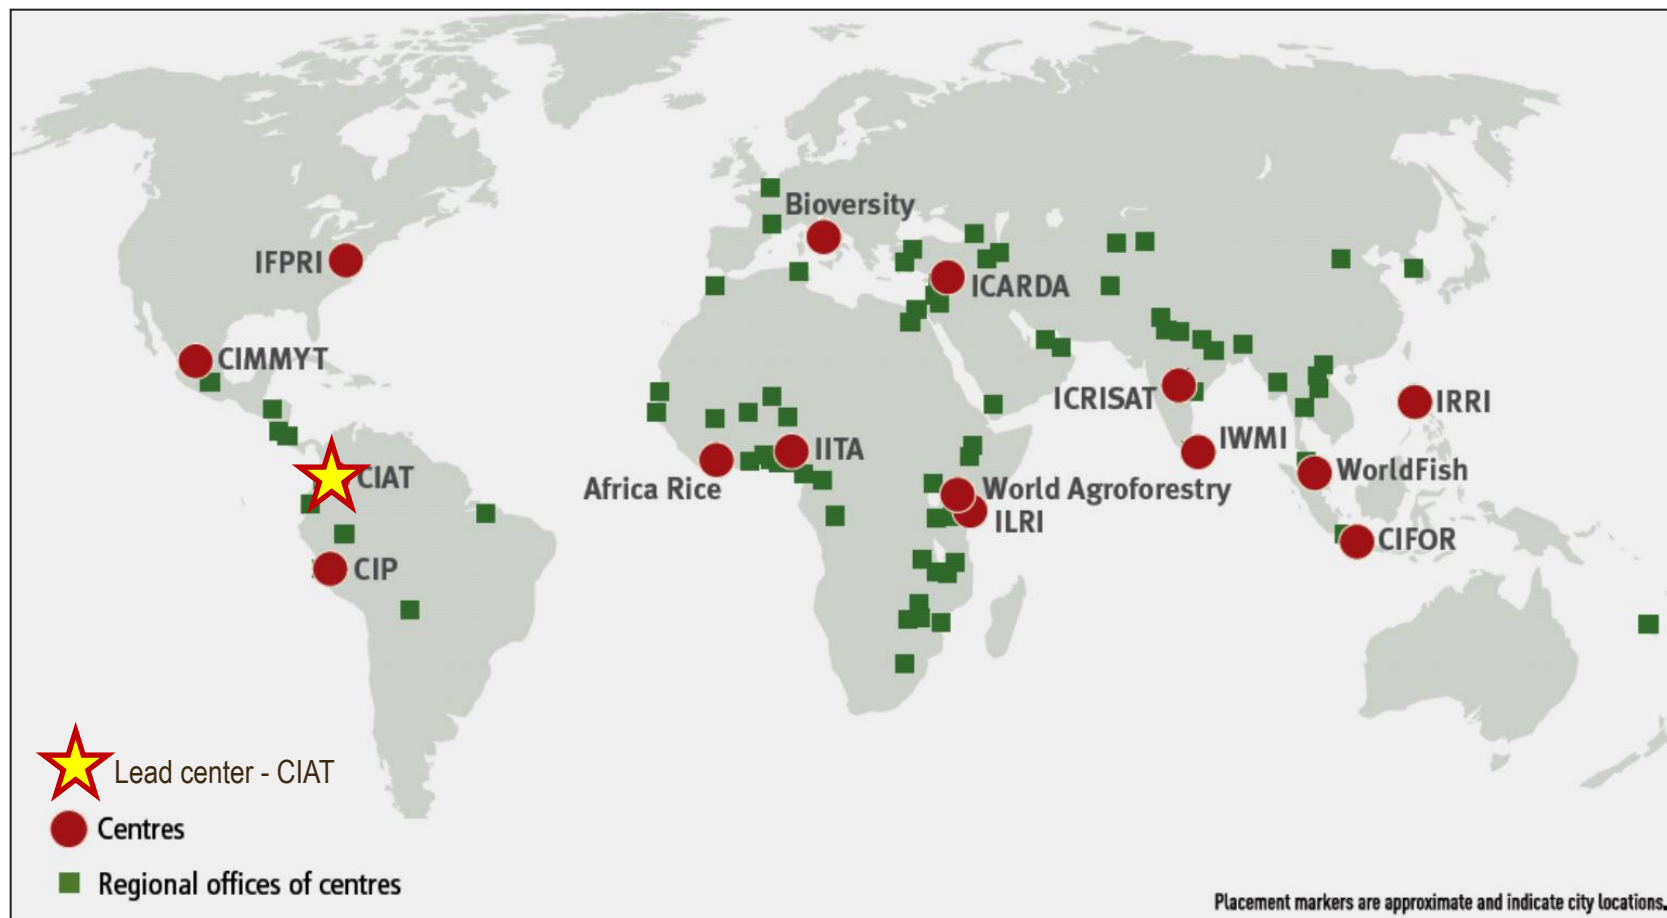 Bioversity
IFPRI
ICARDA
CIMMYT
ICRISAT
IRRI
IWMI
IITA
CIAT
WorldFish
Africa Rice
World Agroforestry
ILRI
CIFOR
CIP
Lead center - CIAT
Centres
Regional offices of centres
Placement markers are approximate and indicate city locations.